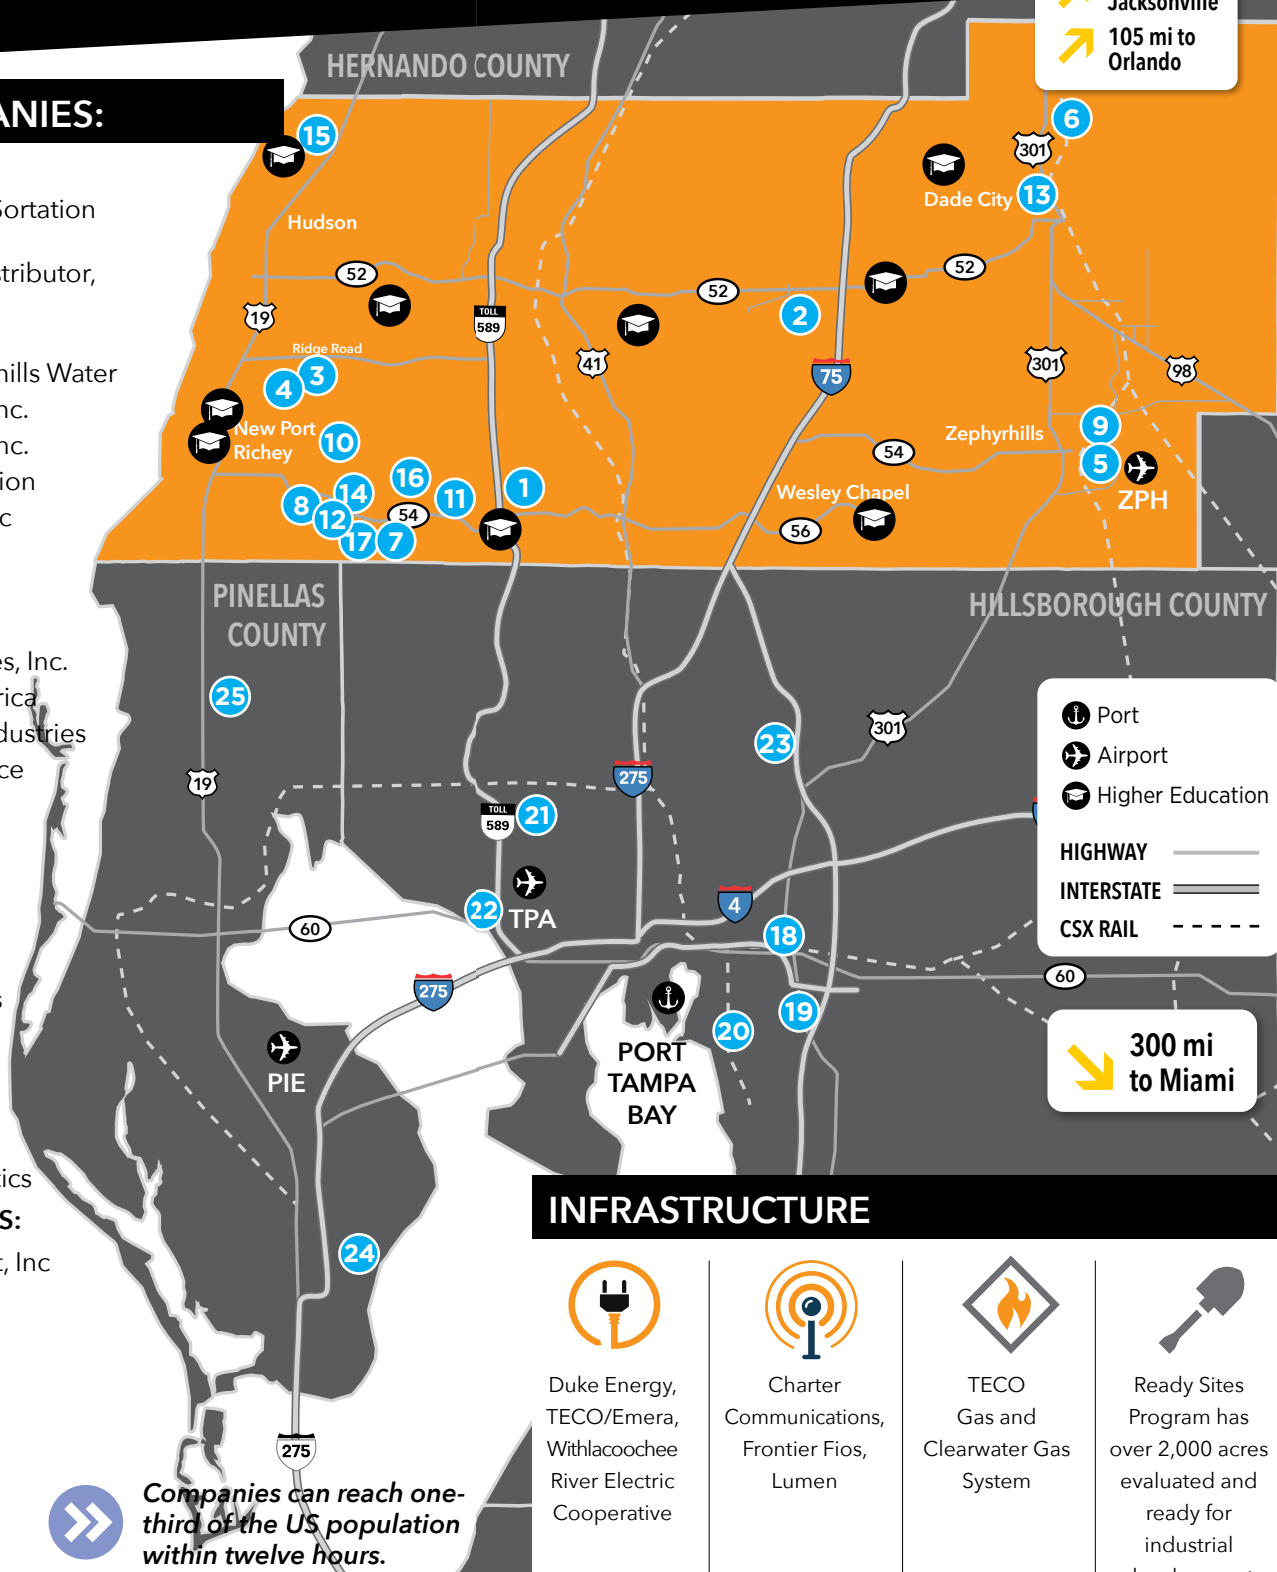 Jacksonville
105 mi to
Orlando
HERNANDO COUNTY
ANIES:
15
6
301
13
Dade City
Sortation
Hudson
stributor,
52
52
52
19
TOLL
589
2
41
Ridge Road
3
4
75
301
98
hills Water
nc.
nc.
ion
c
New Port
Richey
10
9
Zephyrhills
5
54
ZPH
16
14
11
1
8
12
54
17
7
Wesley Chapel
56
PINELLAS
COUNTY
HILLSBOROUGH COUNTY
es, Inc.
rica
dustries
ce
25
23
301
Port
Airport
Higher Education
HIGHWAY
INTERSTATE
CSX RAIL
19
275
TOLL
589
21
4
22
TPA
60
18
60
275
s
19
20
PORT
TAMPA
BAY
PIE
300 mi
to Miami
tics
S:
t, Inc
24
275
Companies can reach one-
third of the US population
within twelve hours.
INFRASTRUCTURE
Duke Energy,
TECO/Emera,
Withlacoochee
River Electric
Cooperative
Charter
Communications,
Frontier Fios,
Lumen
TECO
Gas and
Clearwater Gas
System
Ready Sites
Program has
over 2,000 acres
evaluated and
ready for
industrial